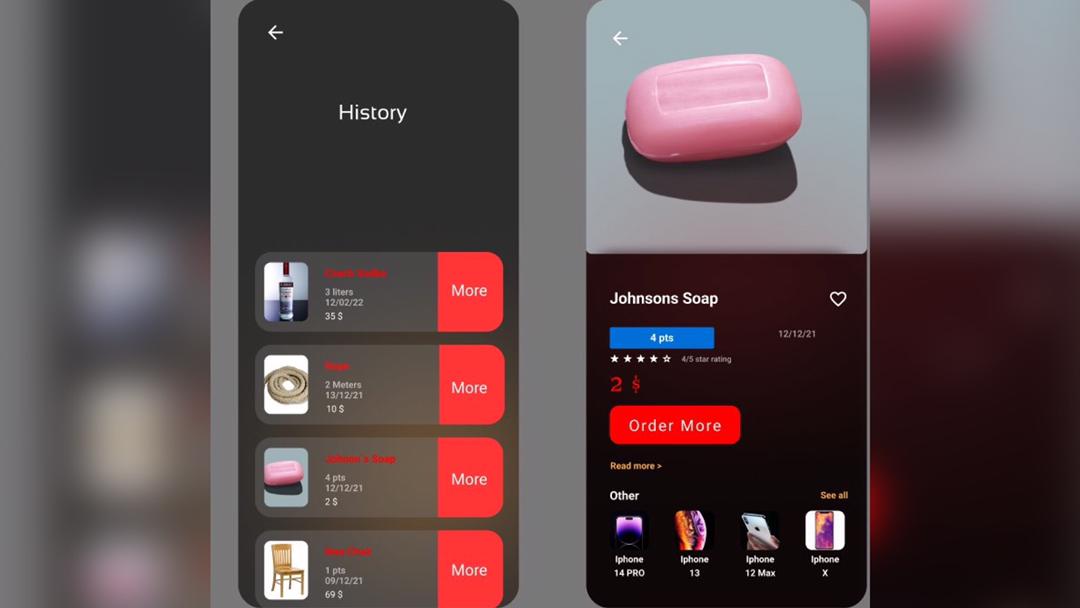 History
Czech Vodka
3 liters
12/02/22
35 $
More
Rope
2 Meters
13/12/21
10 $
More
Johson`s Soap
4 pts
12/12/21
2 $
More
Chair
1 pts
09/12/21
69 $
More
Johnsons Soap
4 pts
12/12/21
4/5 star rating
2 $
Order More
Read more >
Other
See all
Iphone
14 PRO
Iphone
13
Iphone
12 Max
Iphone
X